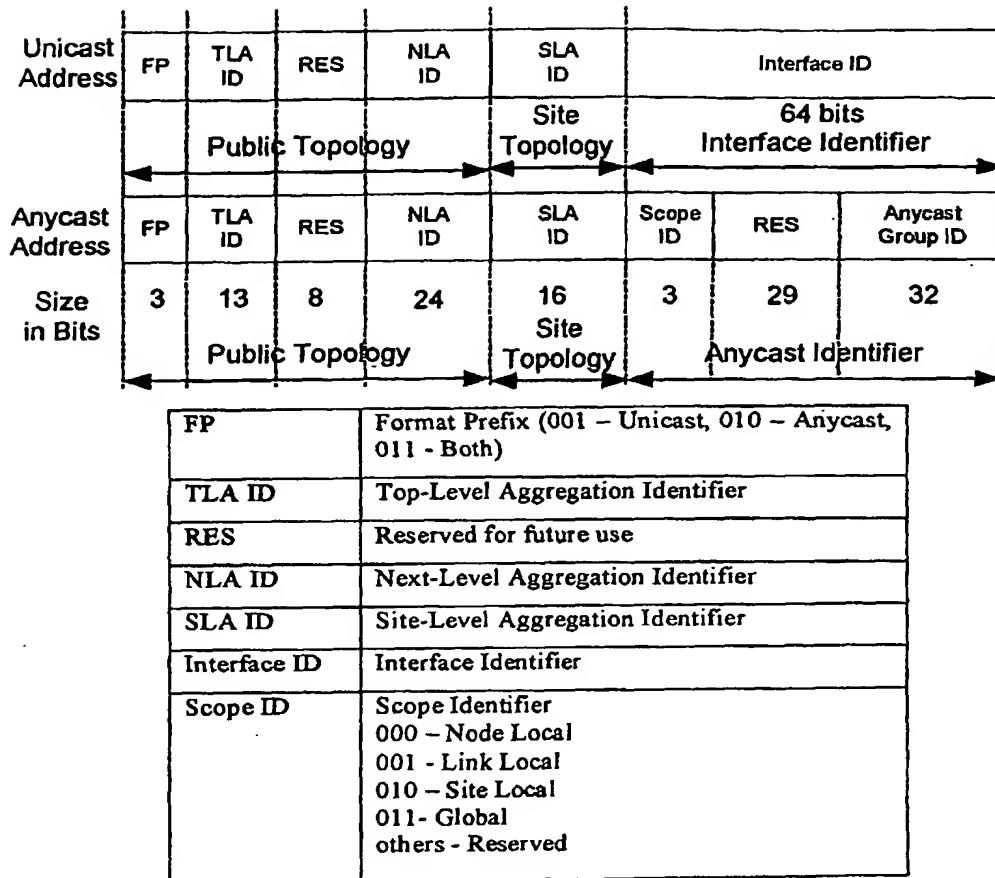 Unicast Address FP TLA ID RES NLA ID SLA ID Interface ID
Public Topology Site Topology 64 bits Interface Identifier
Anycast Address FP TLA ID RES NLA ID SLA ID Scope ID RES Anycast Group ID
Size in Bits 3 13 8 24 16 3 29 32
Public Topology Site Topology Anycast Identifier
FP Format Prefix (001 – Unicast, 010 – Anycast,
011 - Both)
TLA ID Top-Level Aggregation Identifier
RES Reserved for future use
NLA ID Next-Level Aggregation Identifier
SLA ID Site-Level Aggregation Identifier
Interface ID Interface Identifier
Scope ID Scope Identifier
000 – Node Local
001 - Link Local
010 – Site Local
011- Global
others - Reserved